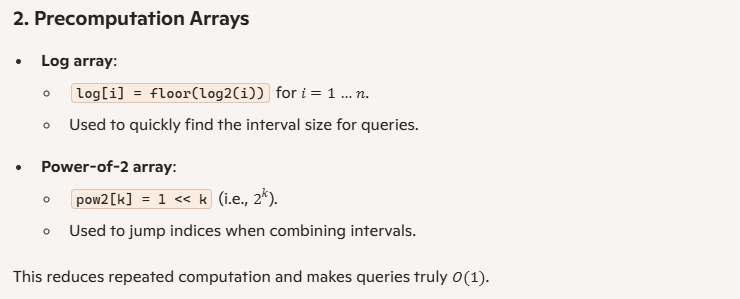 2. Precomputation Arrays
• Log array:
○ log[i] = floor(log2(i)) for i = 1 … n.
○ Used to quickly find the interval size for queries.
• Power-of-2 array:
○ pow2[k] = 1 << k (i.e., 2ᵏ).
○ Used to jump indices when combining intervals.
This reduces repeated computation and makes queries truly O(1).